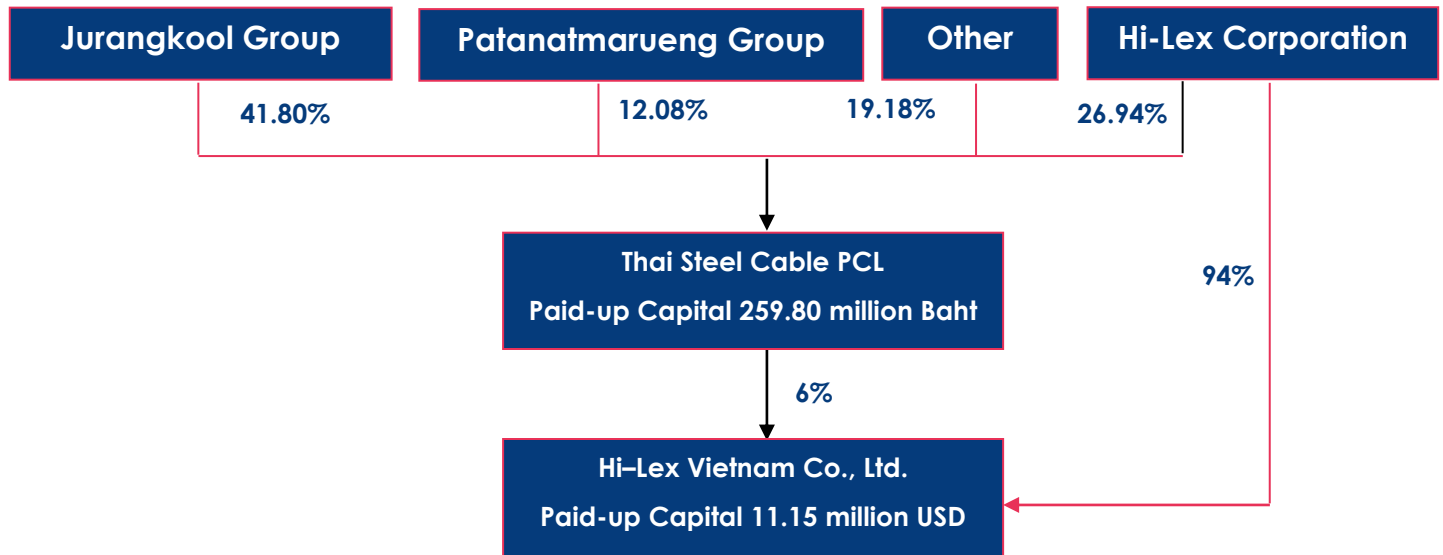 Jurangkool Group
Patanatmarueng Group
Other
Hi-Lex Corporation
41.80%
12.08%
19.18%
26.94%
Thai Steel Cable PCL
Paid-up Capital 259.80 million Baht
94%
6%
Hi–Lex Vietnam Co., Ltd.
Paid-up Capital 11.15 million USD